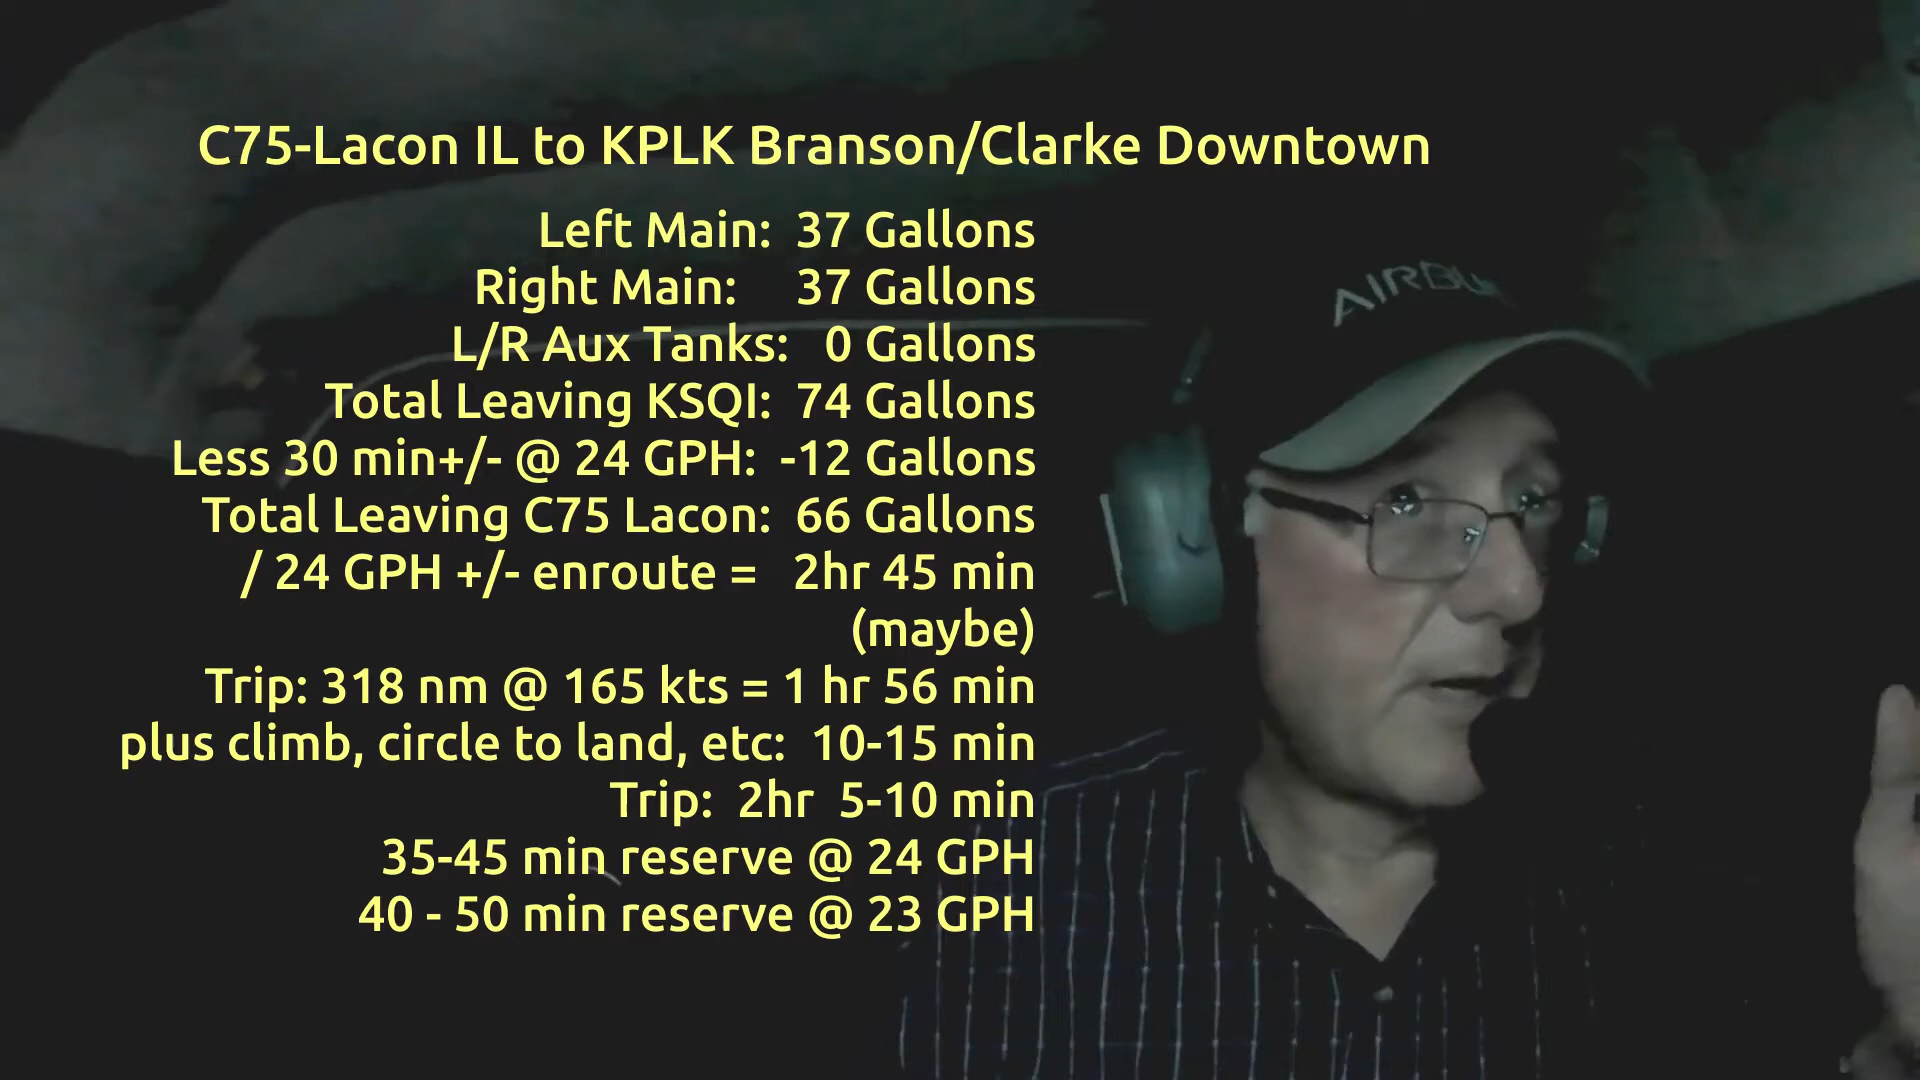 C75-Lacon IL to KPLK Branson/Clarke Downtown
Left Main: 37 Gallons
Right Main: 37 Gallons
L/R Aux Tanks: 0 Gallons
Total Leaving KSQI: 74 Gallons
Less 30 min+/- @ 24 GPH: -12 Gallons
Total Leaving C75 Lacon: 66 Gallons
/ 24 GPH +/- enroute = 2hr 45 min
(maybe)
Trip: 318 nm @ 165 kts = 1 hr 56 min
plus climb, circle to land, etc: 10-15 min
Trip: 2hr 5-10 min
35-45 min reserve @ 24 GPH
40 - 50 min reserve @ 23 GPH